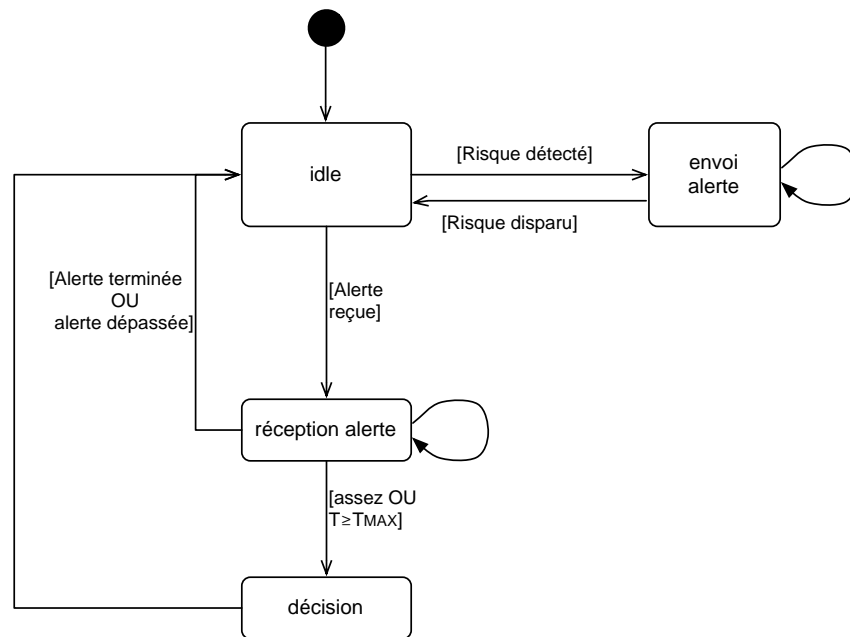 [Risque détecté]
idle
envoi
alerte
[Risque disparu]
[Alerte terminée
OU
alerte dépassée]
[Alerte
reçue]
réception alerte
[assez OU
T≥TMAX]
décision